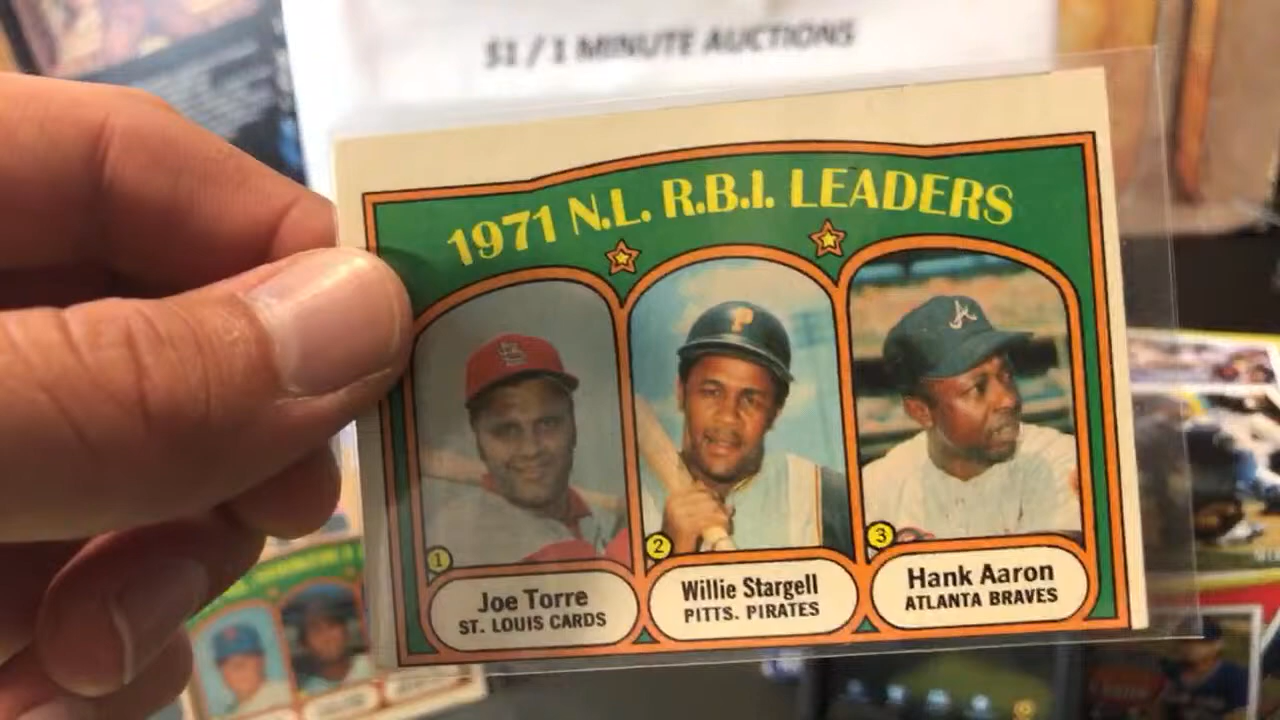 $1 / 1 MINUTE AUCTIONS
1971 N.L. R.B.I. LEADERS
1
2
3
Joe Torre
ST. LOUIS CARDS
Willie Stargell
PITTS. PIRATES
Hank Aaron
ATLANTA BRAVES